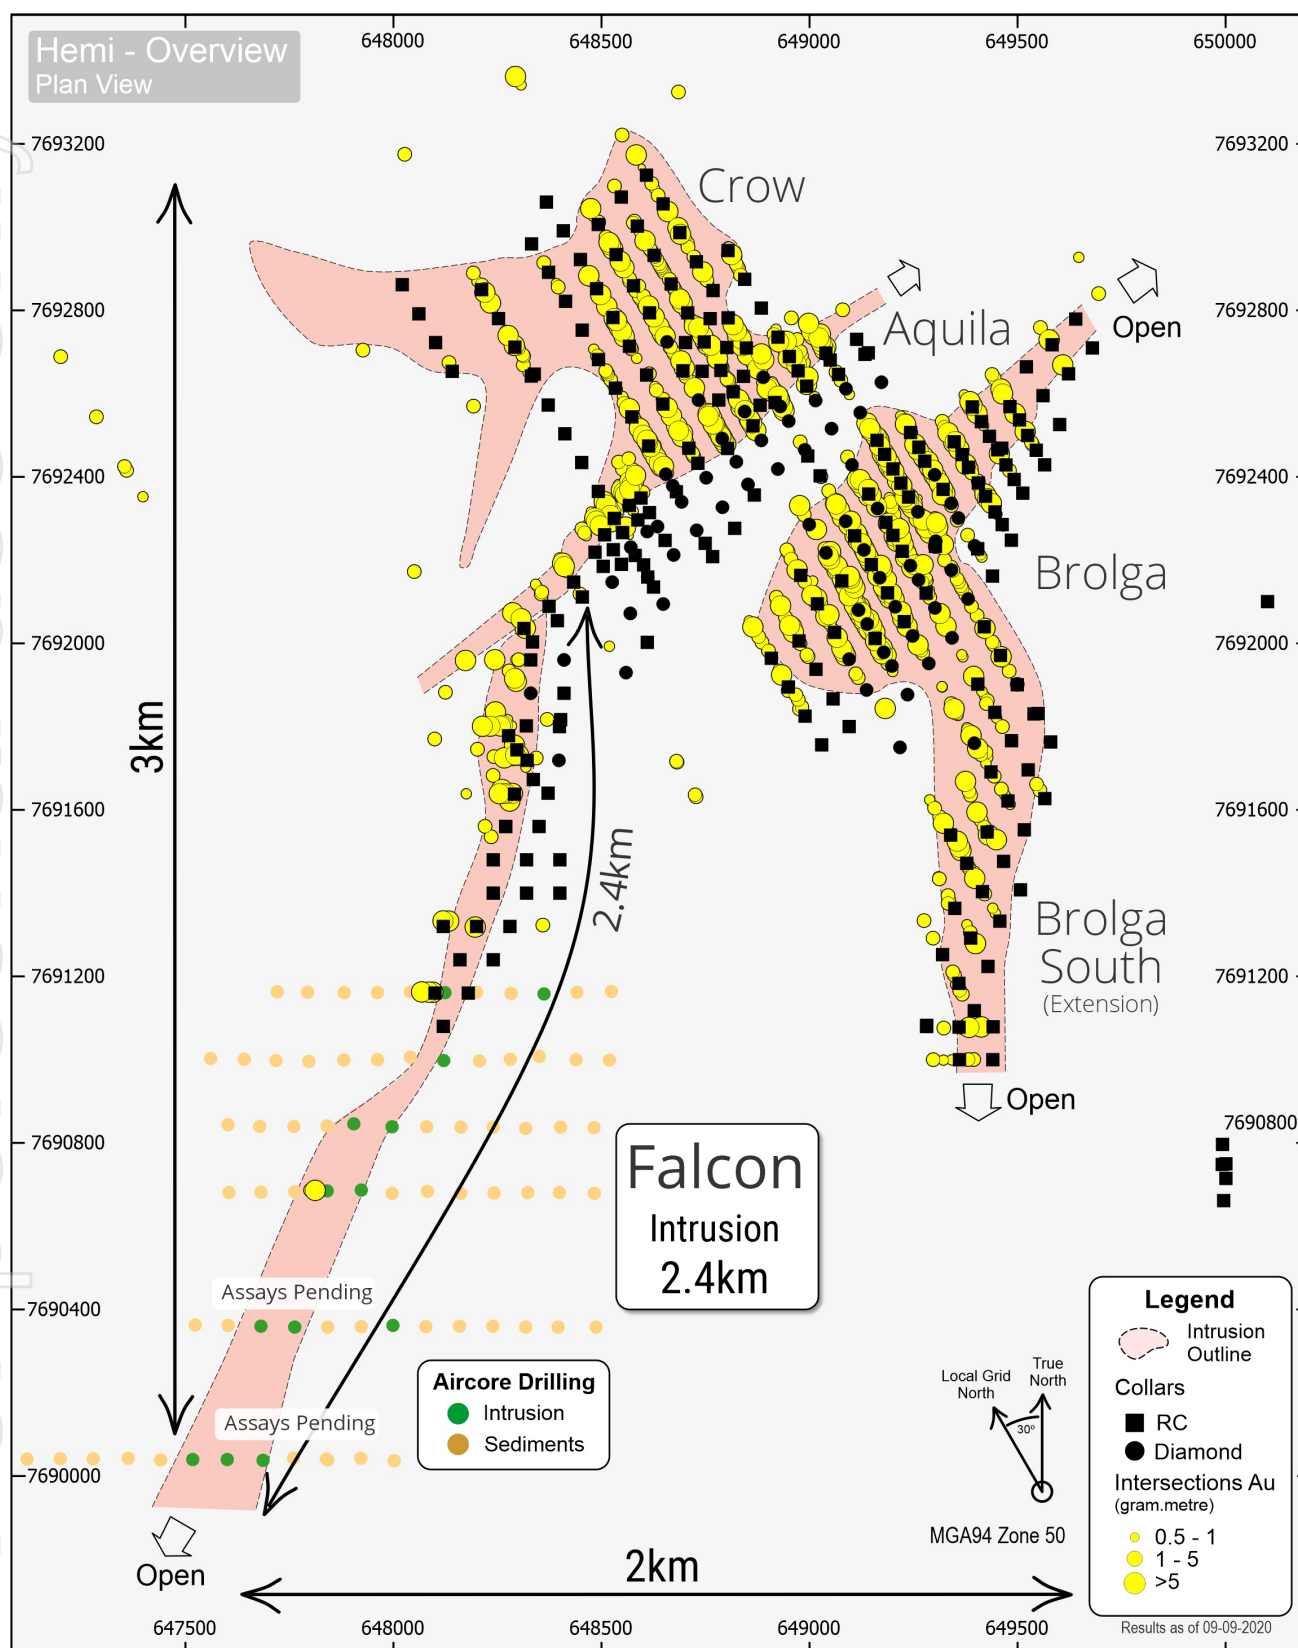 Hemi - Overview
Plan View
648000
648500
649000
649500
650000
7693200
7693200
Crow
7692800
7692800
Aquila
Open
7692400
7692400
Brolga
7692000
7692000
3km
7691600
7691600
2.4km
Brolga
South
(Extension)
7691200
7691200
Open
7690800
7690800
Falcon
Intrusion
2.4km
Assays Pending
7690400
Aircore Drilling
Intrusion
Sediments
Assays Pending
7690000
Open
Local Grid
North
True
North
30º
MGA94 Zone 50
Legend
Intrusion
Outline
Collars
RC
Diamond
Intersections Au
(gram.metre)
0.5 - 1
1 - 5
>5
2km
Results as of 09-09-2020
647500
648000
648500
649000
649500